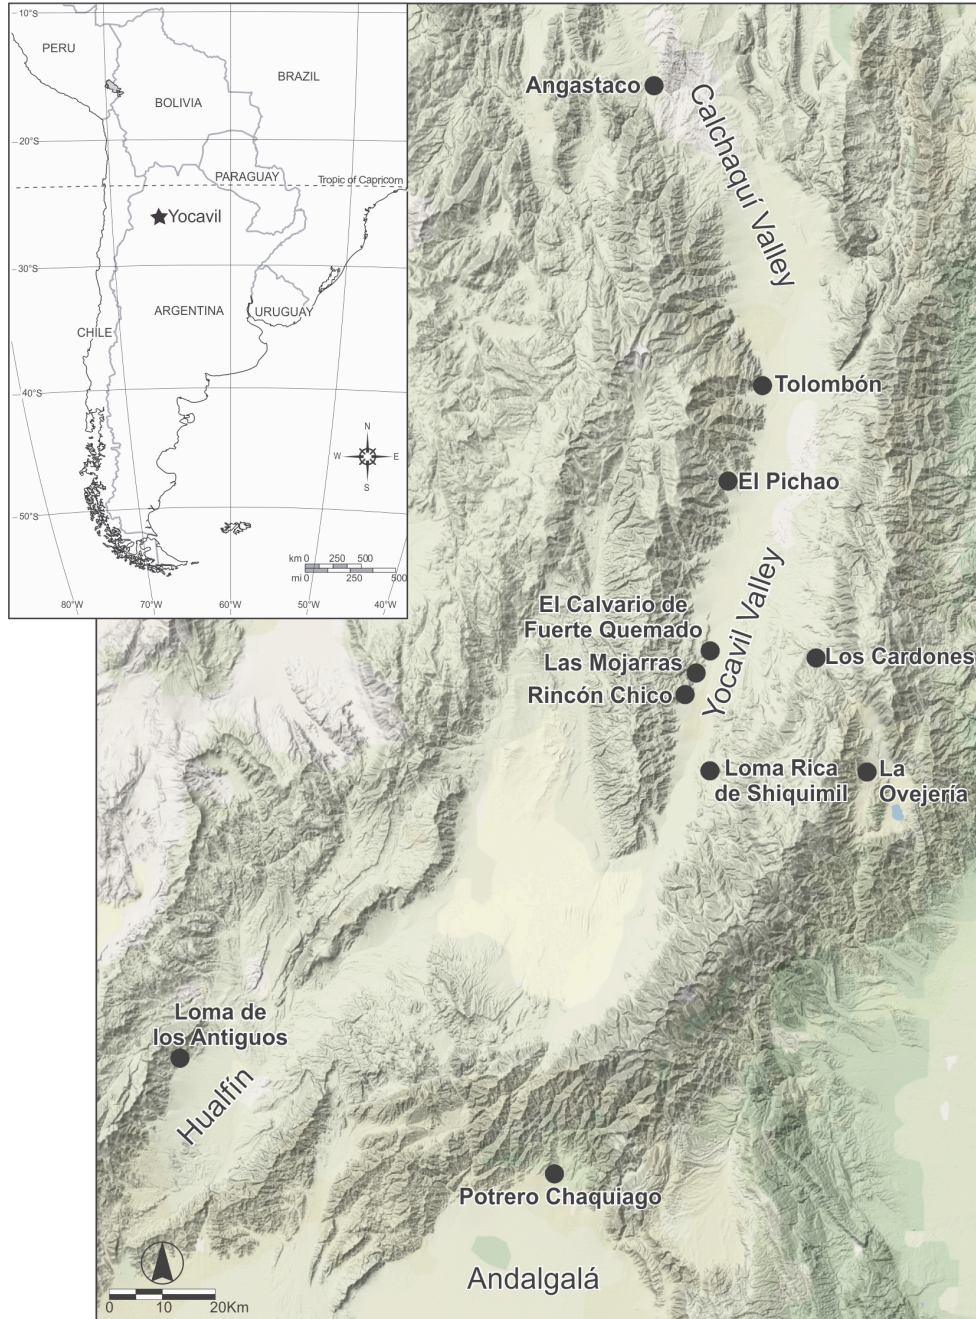 10°S
PERU
BRAZIL
BOLIVIA
20°S
PARAGUAY
Tropic of Capricorn
Yocavil
30°S
ARGENTINA
URUGUAY
CHILE
40°S
N
W
E
S
50°S
km 0 250 500
mi 0 250 500
80°W 70°W 60°W 50°W 40°W
Angastaco
Calchaquí Valley
Tolombón
El Pichao
Yocavil Valley
El Calvario de
Fuerte Quemado
Las Mojarras
Rincón Chico
Los Cardones
Loma Rica
de Shiquimil
La
Ovejería
Loma de
los Antiguos
Hualfín
Potrero Chaquiago
Andalgalá
0 10 20Km